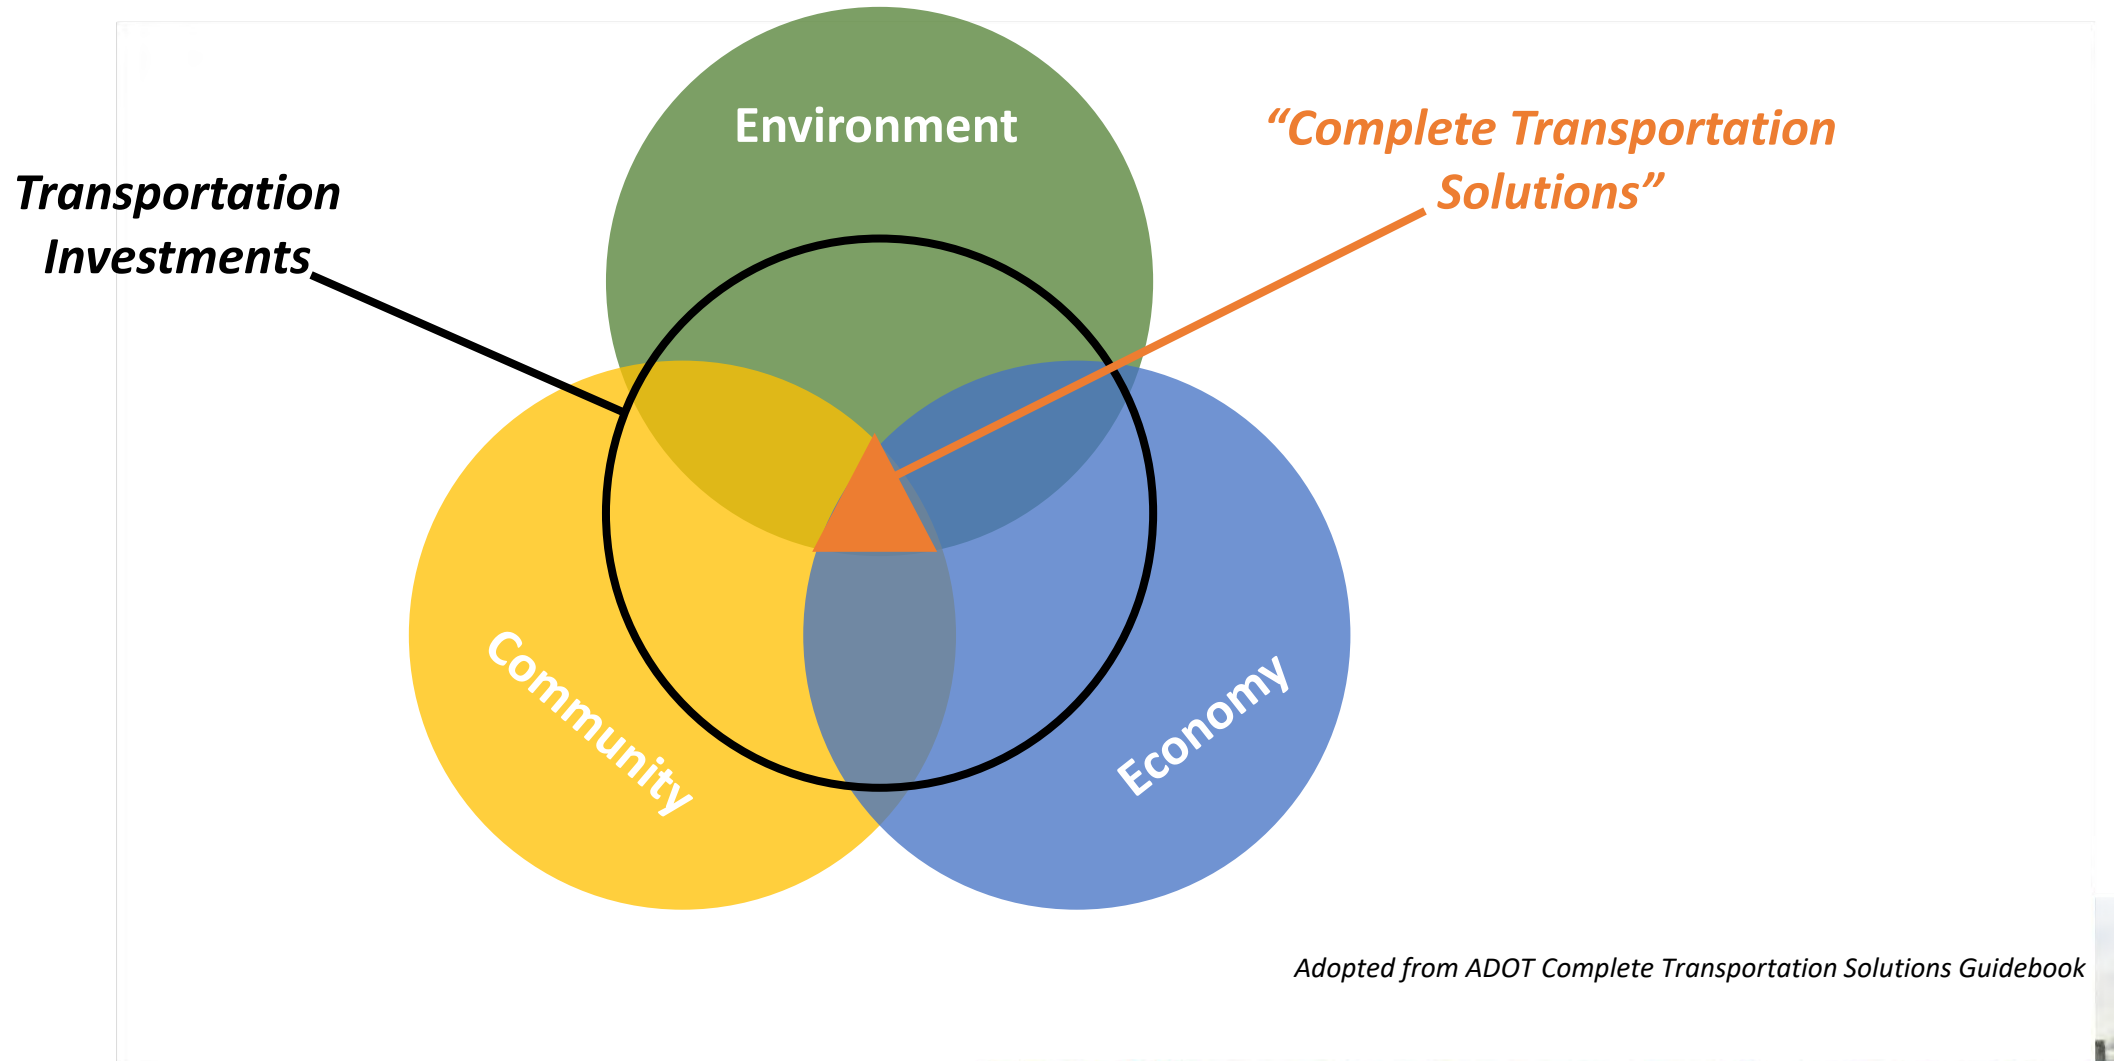 Environment
“Complete Transportation
Solutions”
Transportation
Investments
Community
Economy
Adopted from ADOT Complete Transportation Solutions Guidebook